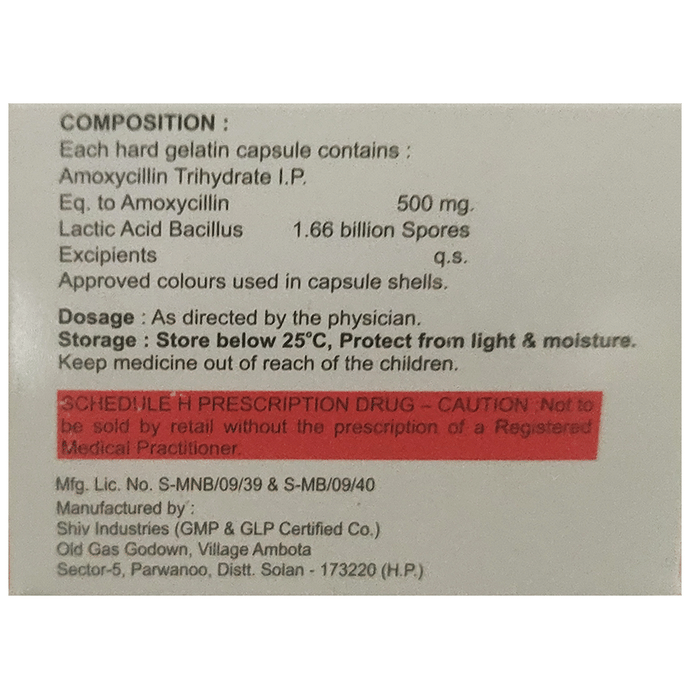 COMPOSITION :
Each hard gelatin capsule contains :
Amoxycillin Trihydrate I.P.
Eq. to Amoxycillin 500 mg.
Lactic Acid Bacillus 1.66 billion Spores
Excipients q.s.
Approved colours used in capsule shells.
Dosage : As directed by the physician.
Storage : Store below 25°C, Protect from light & moisture.
Keep medicine out of reach of the children.
SCHEDULE H PRESCRIPTION DRUG – CAUTION :Not to
be sold by retail without the prescription of a Registered
Medical Practitioner.
Mfg. Lic. No. S-MNB/09/39 & S-MB/09/40
Manufactured by :
Shiv Industries (GMP & GLP Certified Co.)
Old Gas Godown, Village Ambota
Sector-5, Parwanoo, Distt. Solan - 173220 (H.P.)